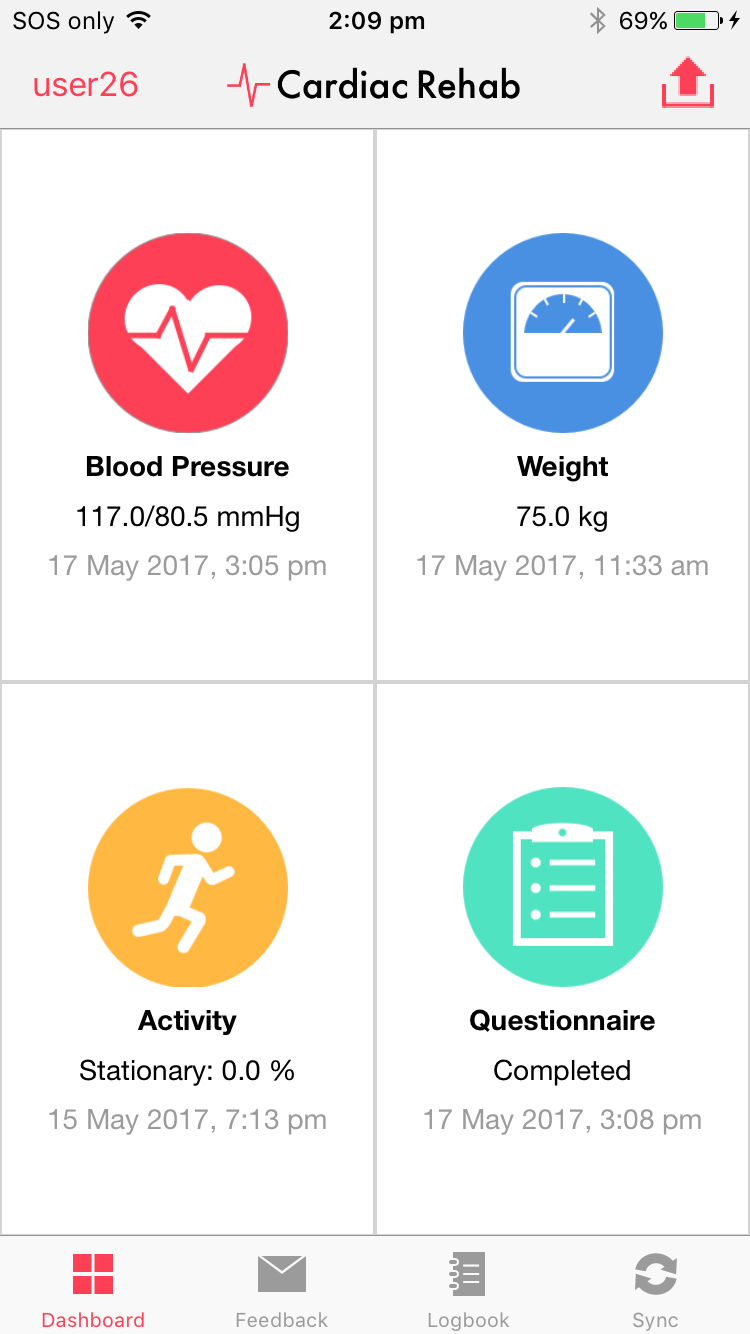 SOS only 2:09 pm 69%
user26 Cardiac Rehab
Blood Pressure
117.0/80.5 mmHg
17 May 2017, 3:05 pm
Weight
75.0 kg
17 May 2017, 11:33 am
Activity
Stationary: 0.0 %
15 May 2017, 7:13 pm
Questionnaire
Completed
17 May 2017, 3:08 pm
Dashboard Feedback Logbook Sync